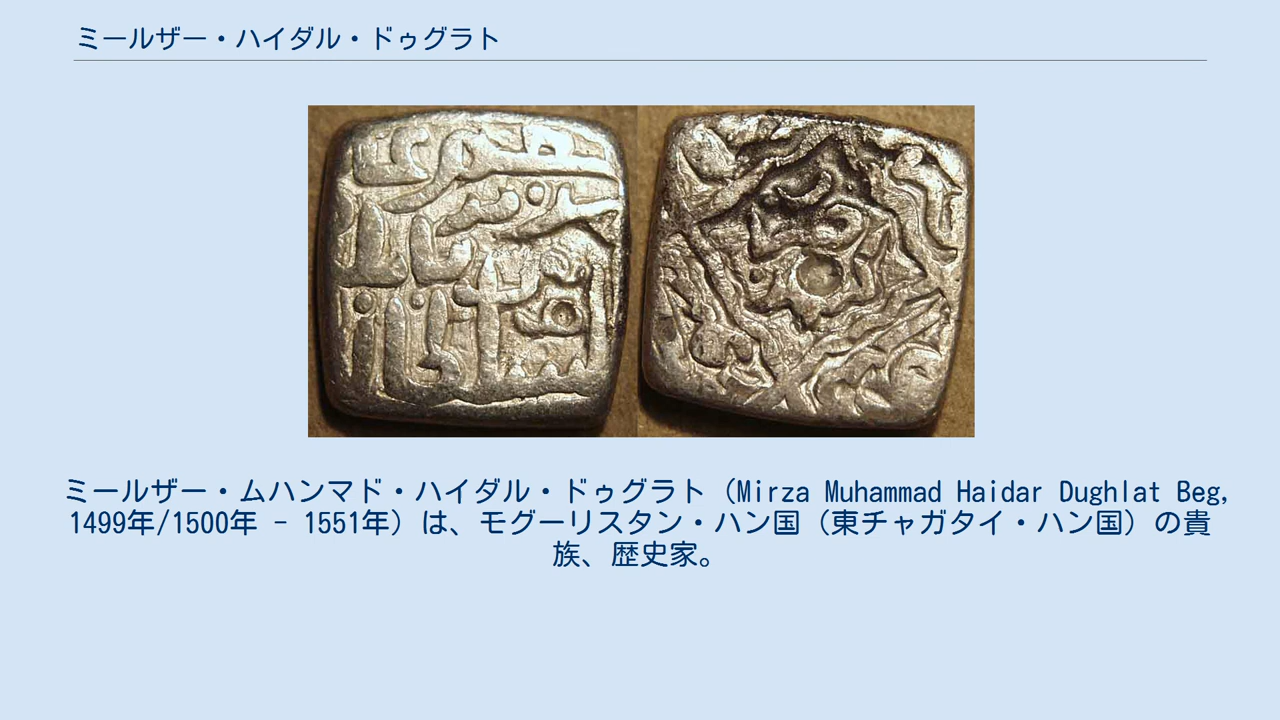 ミールザー・ハイダル・ドゥグラト
ミールザー・ムハンマド・ハイダル・ドゥグラト（Mirza Muhammad Haidar Dughlat Beg,
1499年/1500年 - 1551年）は、モグーリスタン・ハン国（東チャガタイ・ハン国）の貴
族、歴史家。